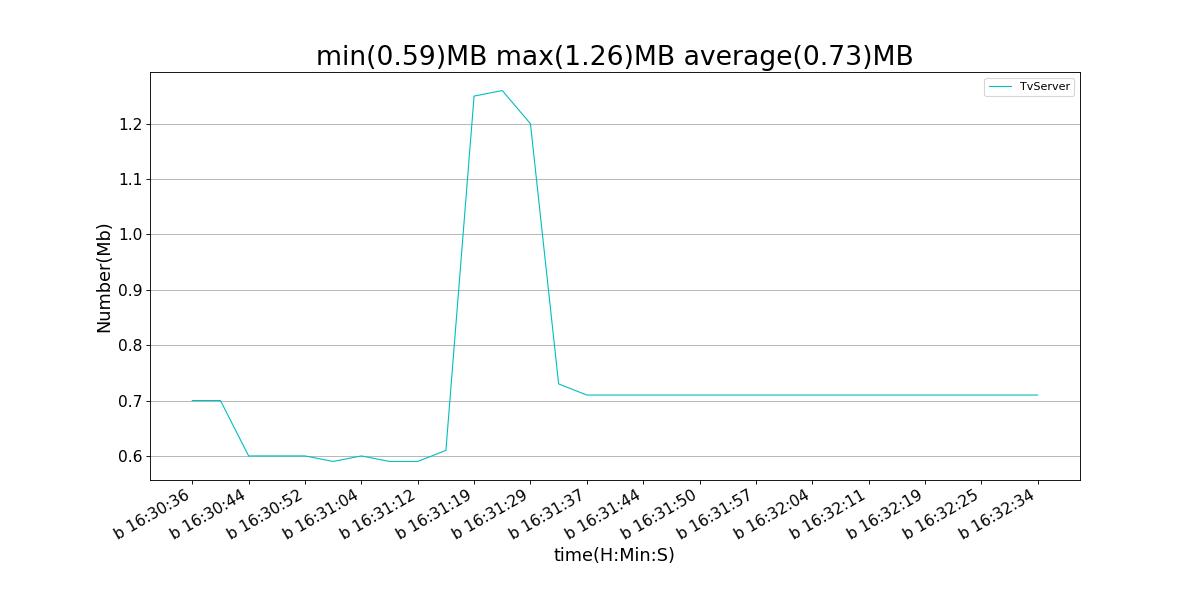 min(0.59)MB max(1.26)MB average(0.73)MB
TvServer
Number(Mb)
1.2
1.1
1.0
0.9
0.8
0.7
0.6
b 16:30:36
b 16:30:44
b 16:30:52
b 16:31:04
b 16:31:12
b 16:31:19
b 16:31:29
b 16:31:37
b 16:31:44
b 16:31:50
b 16:31:57
b 16:32:04
b 16:32:11
b 16:32:19
b 16:32:25
b 16:32:34
time(H:Min:S)